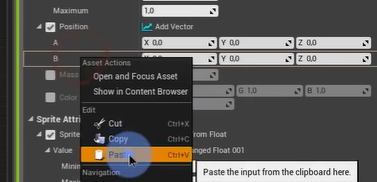 Maximum 1,0
Position Add Vector
A X 0,0 Y 0,0 Z 0,0
B X 0,0 Y 0,0 Z 0,0
Asset Actions
Open and Focus Asset
Mass
Show in Content Browser
Color G 1,0 B 1,0
Edit
Cut Ctrl+X
Sprite Attri
Copy Ctrl+C
Sprite rom Float
Paste Ctrl+V
Value nged Float 001
Minim
Paste the input from the clipboard here.
Navigation